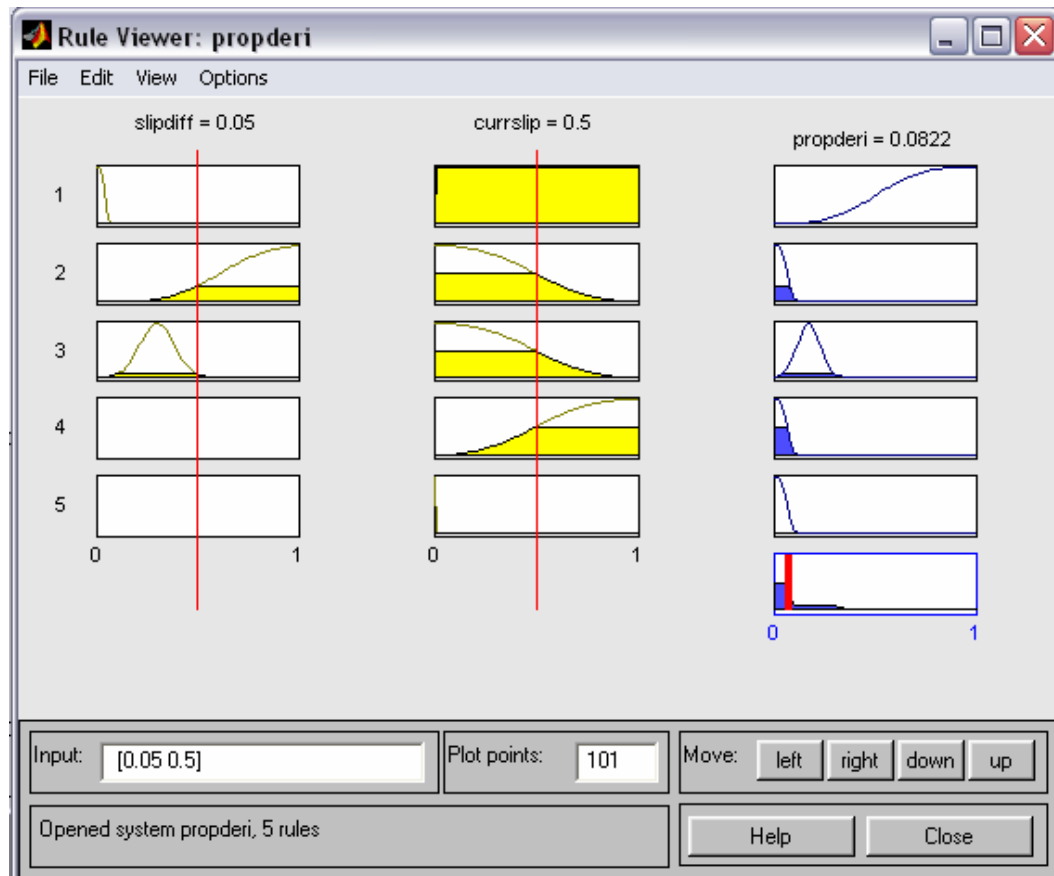 Rule Viewer: propderi
File Edit View Options
slipdiff = 0.05
currslip = 0.5
propderi = 0.0822
1
2
3
4
5
0 1
0 1
0 1
Input: [0.05 0.5]
Plot points: 101
Move: left right down up
Opened system propderi, 5 rules
Help Close